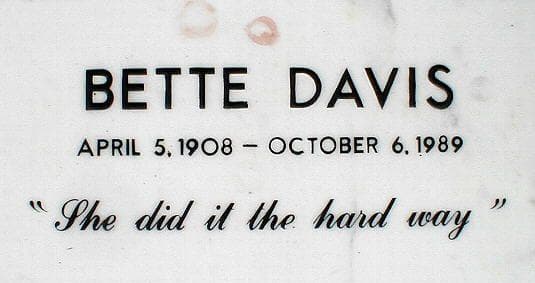 BETTE DAVIS
APRIL 5, 1908 – OCTOBER 6, 1989
"She did it the hard way"